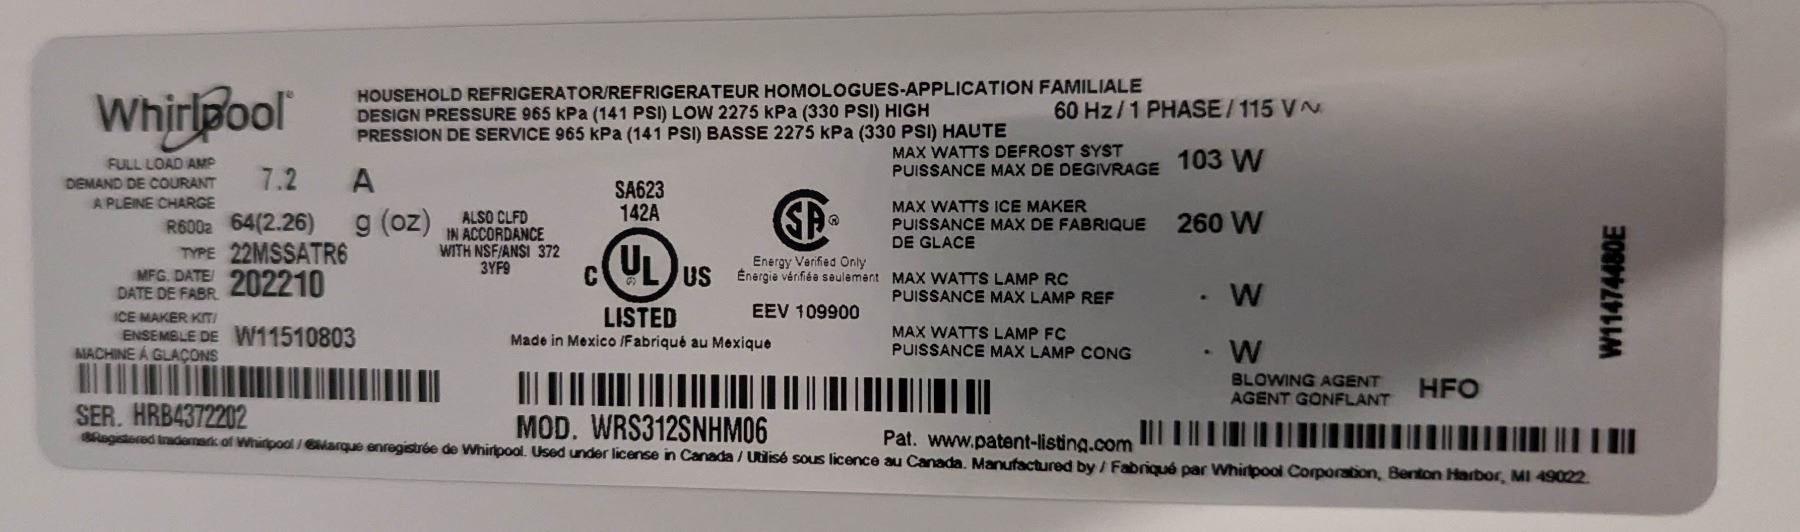 Whirlpool®
HOUSEHOLD REFRIGERATOR/REFRIGERATEUR HOMOLOGUES-APPLICATION FAMILIALE
DESIGN PRESSURE 965 kPa (141 PSI) LOW 2275 kPa (330 PSI) HIGH
60 Hz/1 PHASE/115 V~
PRESSION DE SERVICE 965 kPa (141 PSI) BASSE 2275 kPa (330 PSI) HAUTE
FULL LOAD AMP
DEMAND DE COURANT
A PLEINE CHARGE
7.2 A
R600a 64(2.26) g (oz)
TYPE 22MSSATR6
MFG. DATE/
DATE DE FABR.
202210
ICE MAKER KIT/
ENSEMBLE DE
MACHINE À GLAÇONS
W11510803
ALSO CLFD
IN ACCORDANCE
WITH NSF/ANSI 372
3YF9
SA623
142A
C UL ® US
LISTED
SA ®
Energy Verified Only
Énergie vérifiée seulement
EEV 109900
Made in Mexico /Fabriqué au Mexique
MAX WATTS DEFROST SYST
PUISSANCE MAX DE DEGIVRAGE
103 W
MAX WATTS ICE MAKER
PUISSANCE MAX DE FABRIQUE
DE GLACE
260 W
MAX WATTS LAMP RC
PUISSANCE MAX LAMP REF
· W
MAX WATTS LAMP FC
PUISSANCE MAX LAMP CONG
· W
BLOWING AGENT
AGENT GONFLANT
HFO
W11474480E
SER. HRB4372202
MOD. WRS312SNHM06
Pat. www.patent-listing.com
®Registered trademark of Whirlpool / ®Marque enregistrée de Whirlpool. Used under license in Canada / Utilisé sous licence au Canada. Manufactured by / Fabriqué par Whirlpool Corporation, Benton Harbor, MI 49022.